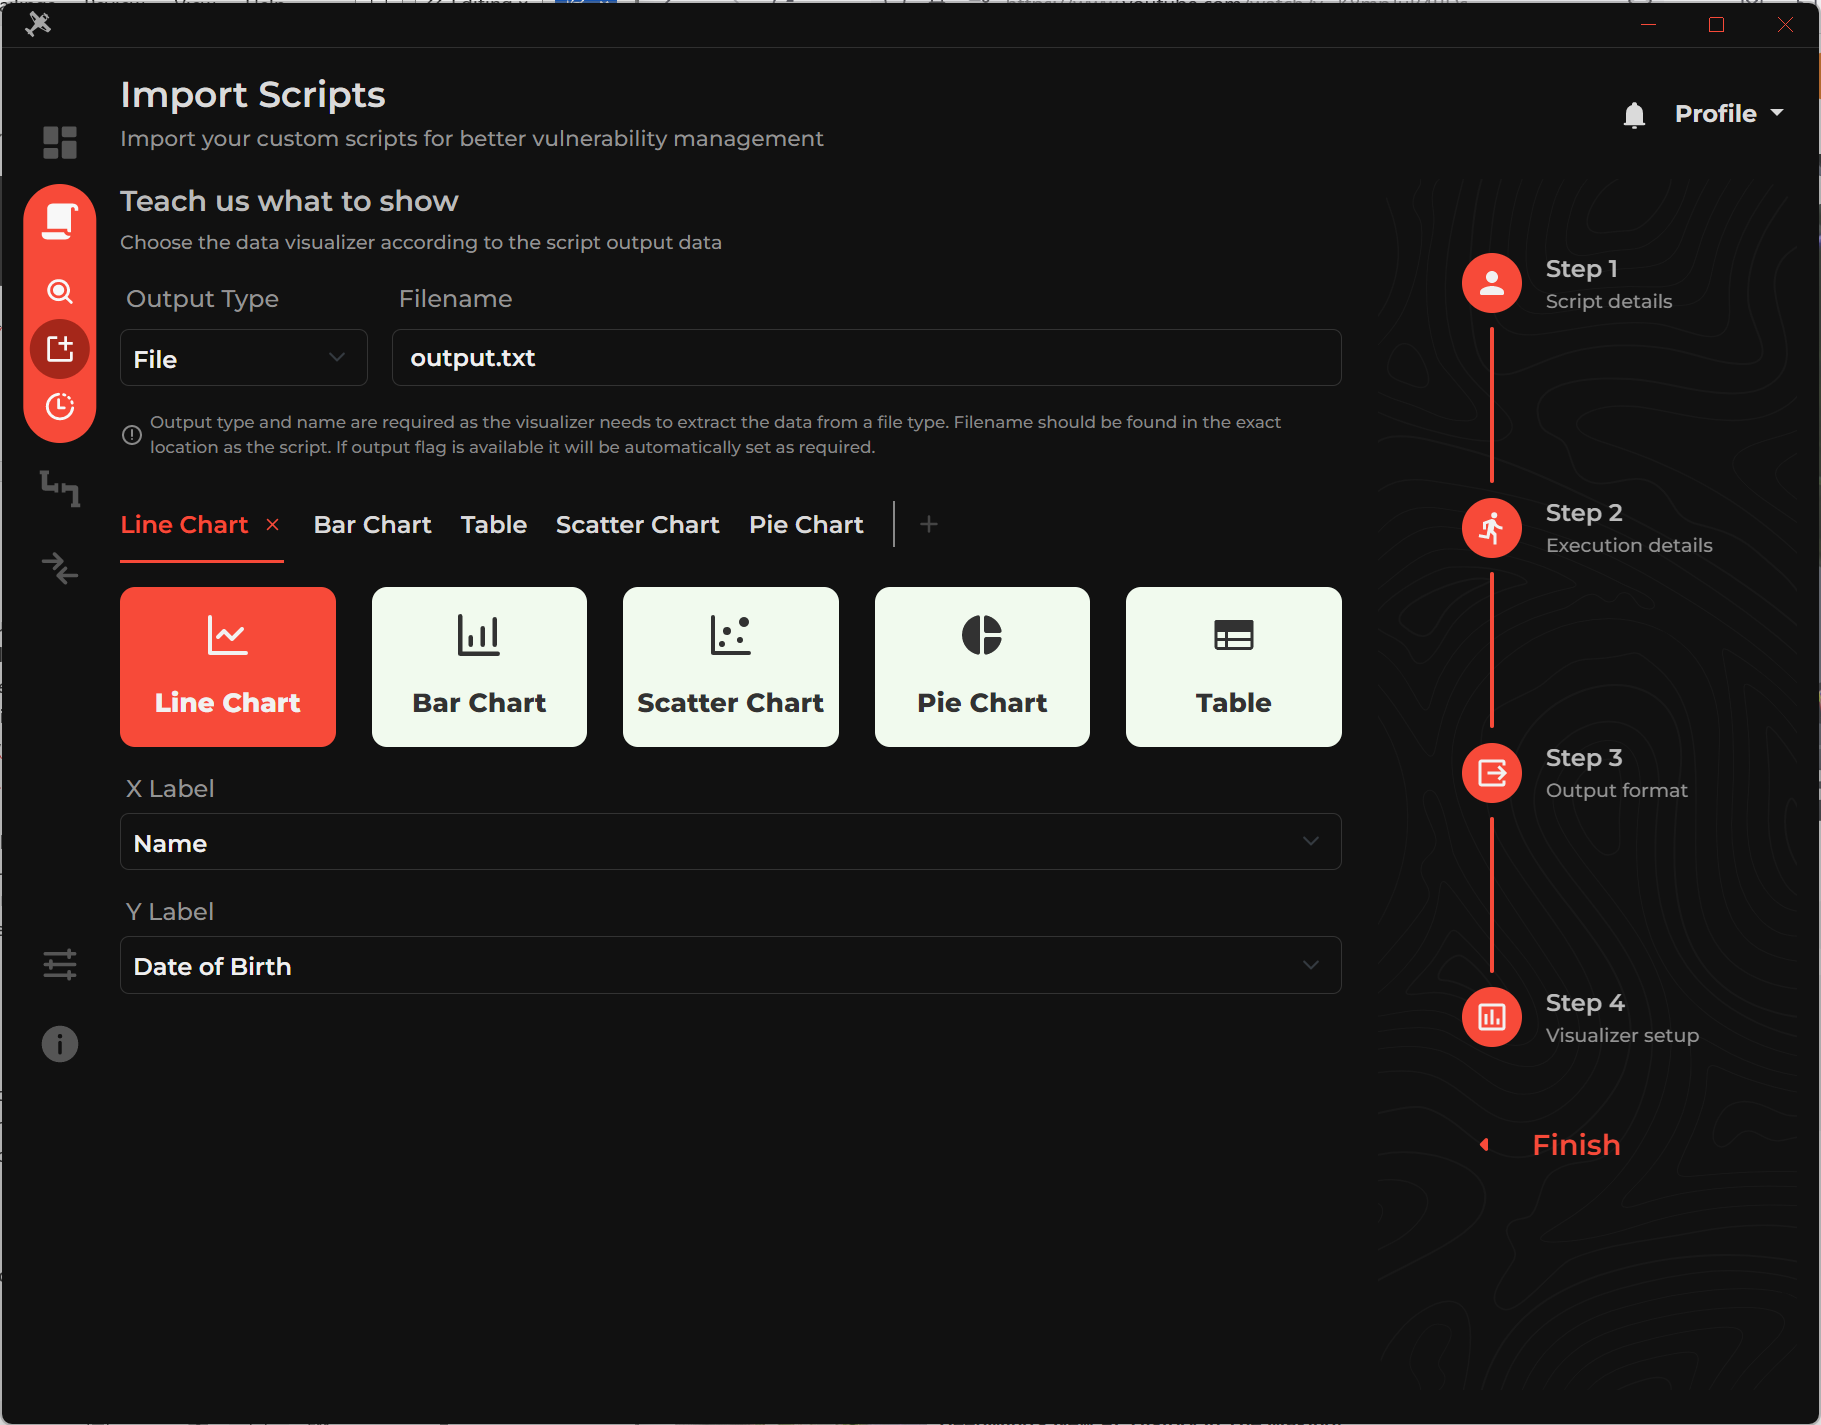 Import Scripts
Import your custom scripts for better vulnerability management
Profile
Teach us what to show
Choose the data visualizer according to the script output data
Output Type
Filename
File
output.txt
Output type and name are required as the visualizer needs to extract the data from a file type. Filename should be found in the exact
location as the script. If output flag is available it will be automatically set as required.
Line Chart
Bar Chart
Table
Scatter Chart
Pie Chart
Line Chart
Bar Chart
Scatter Chart
Pie Chart
Table
X Label
Name
Y Label
Date of Birth
Step 1
Script details
Step 2
Execution details
Step 3
Output format
Step 4
Visualizer setup
Finish